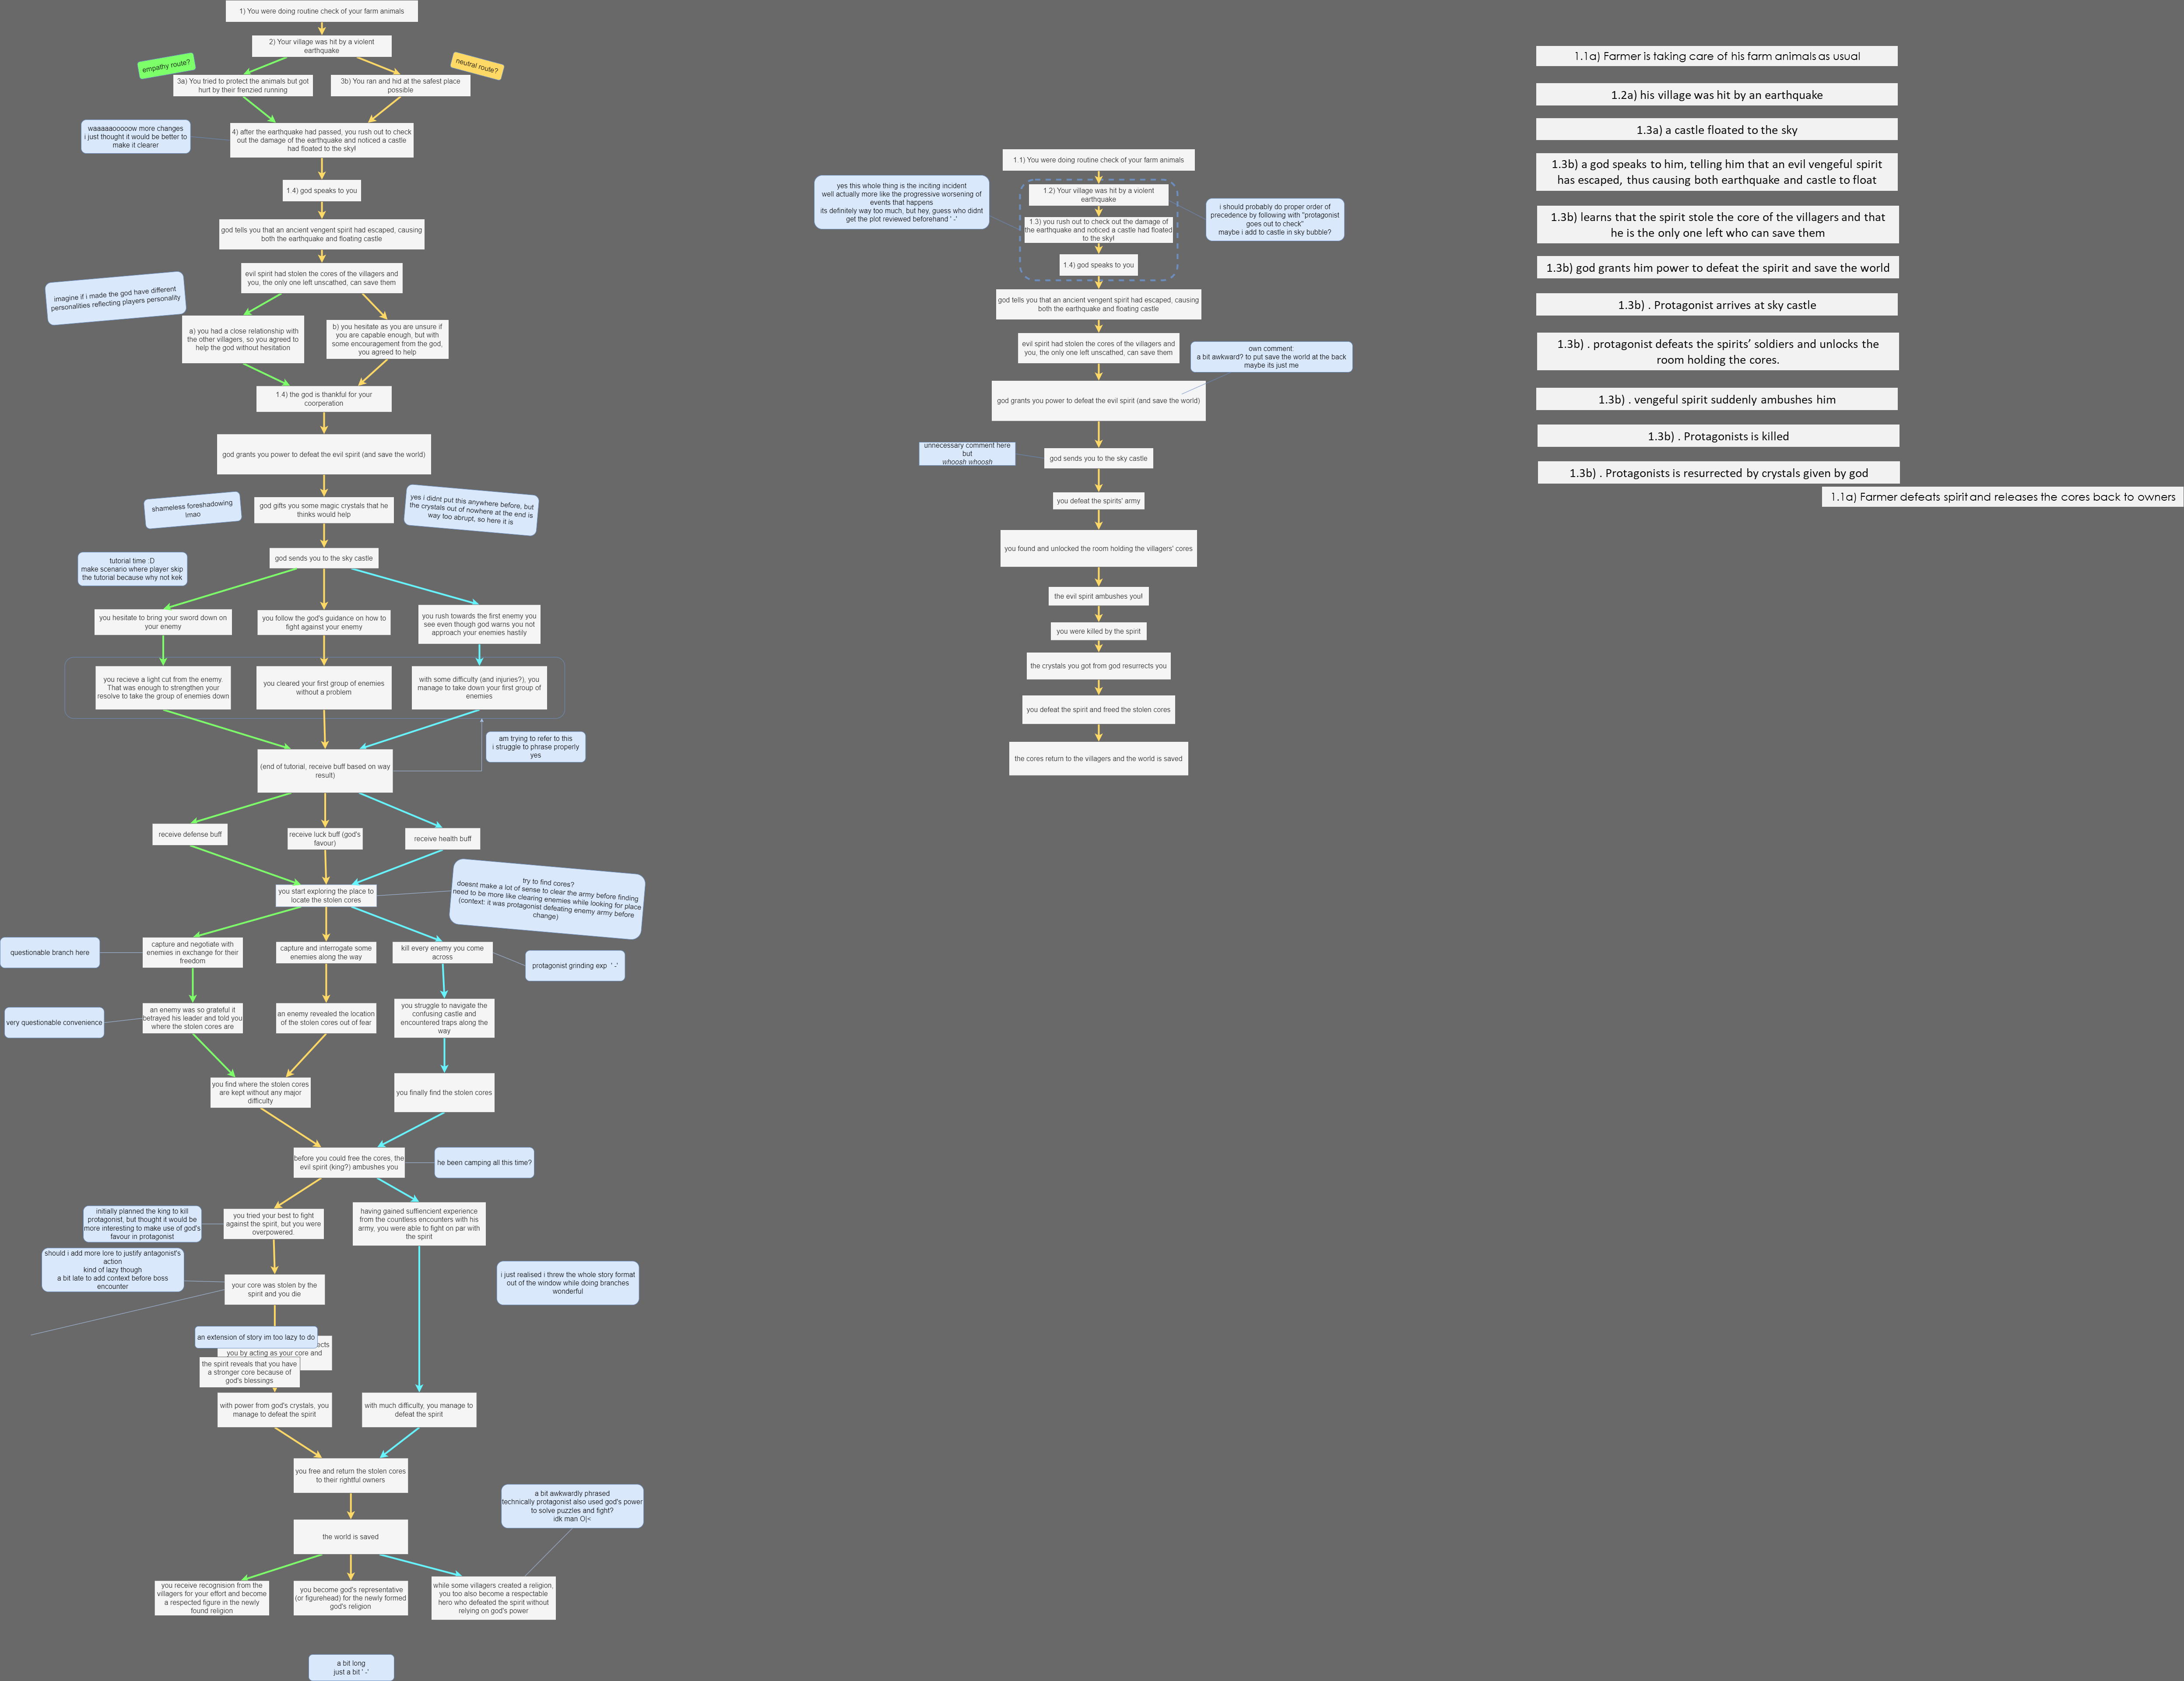 1) You were doing routine check of your farm animals
2) Your village was hit by a violent
earthquake
empathy route?
neutral route?
3a) You tried to protect the animals but got
hurt by their frenzied running
3b) You ran and hid at the safest place
possible
waaaaaooooow more changes
i just thought it would be better to
make it clearer
4) after the earthquake had passed, you rush out to check
out the damage of the earthquake and noticed a castle
had floated to the sky!
1.4) god speaks to you
god tells you that an ancient vengent spirit had escaped, causing
both the earthquake and floating castle
evil spirit had stolen the cores of the villagers and
you, the only one left unscathed, can save them
imagine if i made the god have different
personalities reflecting players personality
a) you had a close relationship with
the other villagers, so you agreed to
help the god without hesitation
b) you hesitate as you are unsure if
you are capable enough, but with
some encouragement from the god,
you agreed to help
1.4) the god is thankful for your
coorperation
god grants you power to defeat the evil spirit (and save the world)
shameless foreshadowing
lmao
god gifts you some magic crystals that he
thinks would help
yes i didnt put this anywhere before, but
the crystals out of nowhere at the end is
way too abrupt, so here it is
god sends you to the sky castle
tutorial time :D
make scenario where player skip
the tutorial because why not kek
you hesitate to bring your sword down on
your enemy
you follow the god's guidance on how to
fight against your enemy
you rush towards the first enemy you
see even though god warns you not
approach your enemies hastily
you recieve a light cut from the enemy.
That was enough to strengthen your
resolve to take the group of enemies down
you cleared your first group of enemies
without a problem
with some difficulty (and injuries?), you
manage to take down your first group of
enemies
am trying to refer to this
i struggle to phrase properly
yes
(end of tutorial, receive buff based on way
result)
receive defense buff
receive luck buff (god's
favour)
receive health buff
you start exploring the place to
locate the stolen cores
try to find cores?
doesnt make a lot of sense to clear the army before finding
need to be more like clearing enemies while looking for place
(context: it was protagonist defeating enemy army before
change)
questionable branch here
capture and negotiate with
enemies in exchange for their
freedom
capture and interrogate some
enemies along the way
kill every enemy you come
across
protagonist grinding exp ' -'
very questionable convenience
an enemy was so grateful it
betrayed his leader and told you
where the stolen cores are
an enemy revealed the location
of the stolen cores out of fear
you struggle to navigate the
confusing castle and
encountered traps along the
way
you find where the stolen cores
are kept without any major
difficulty
you finally find the stolen cores
before you could free the cores, the
evil spirit (king?) ambushes you
he been camping all this time?
initially planned the king to kill
protagonist, but thought it would be
more interesting to make use of god's
favour in protagonist
you tried your best to fight
against the spirit, but you were
overpowered.
having gained suffiencient experience
from the countless encounters with his
army, you were able to fight on par with
the spirit
should i add more lore to justify antagonist's
action
kind of lazy though
a bit late to add context before boss
encounter
your core was stolen by the
spirit and you die
i just realised i threw the whole story format
out of the window while doing branches
wonderful
an extension of story im too lazy to do
ects
you by acting as your core and
the spirit reveals that you have
a stronger core because of
god's blessings
with power from god's crystals, you
manage to defeat the spirit
with much difficulty, you manage to
defeat the spirit
you free and return the stolen cores
to their rightful owners
a bit awkwardly phrased
technically protagonist also used god's power
to solve puzzles and fight?
idk man O|<
the world is saved
you receive recognision from the
villagers for your effort and become
a respected figure in the newly
found religion
you become god's representative
(or figurehead) for the newly formed
god's religion
while some villagers created a religion,
you too also become a respectable
hero who defeated the spirit without
relying on god's power
a bit long
just a bit ' -'
1.1) You were doing routine check of your farm animals
yes this whole thing is the inciting incident
well actually more like the progressive worsening of
events that happens
its definitely way too much, but hey, guess who didnt
get the plot reviewed beforehand ' -'
1.2) Your village was hit by a violent
earthquake
i should probably do proper order of
precedence by following with "protagonist
goes out to check"
maybe i add to castle in sky bubble?
1.3) you rush out to check out the damage of
the earthquake and noticed a castle had floated
to the sky!
1.4) god speaks to you
god tells you that an ancient vengent spirit had escaped, causing
both the earthquake and floating castle
evil spirit had stolen the cores of the villagers and
you, the only one left unscathed, can save them
own comment:
a bit awkward? to put save the world at the back
maybe its just me
god grants you power to defeat the evil spirit (and save the world)
unnecessary comment here
but
whoosh whoosh
god sends you to the sky castle
you defeat the spirits' army
you found and unlocked the room holding the villagers' cores
the evil spirit ambushes you!
you were killed by the spirit
the crystals you got from god resurrects you
you defeat the spirit and freed the stolen cores
the cores return to the villagers and the world is saved
1.1a) Farmer is taking care of his farm animals as usual
1.2a) his village was hit by an earthquake
1.3a) a castle floated to the sky
1.3b) a god speaks to him, telling him that an evil vengeful spirit
has escaped, thus causing both earthquake and castle to float
1.3b) learns that the spirit stole the core of the villagers and that
he is the only one left who can save them
1.3b) god grants him power to defeat the spirit and save the world
1.3b) . Protagonist arrives at sky castle
1.3b) . protagonist defeats the spirits' soldiers and unlocks the
room holding the cores.
1.3b) . vengeful spirit suddenly ambushes him
1.3b) . Protagonists is killed
1.3b) . Protagonists is resurrected by crystals given by god
1.1a) Farmer defeats spirit and releases the cores back to owners